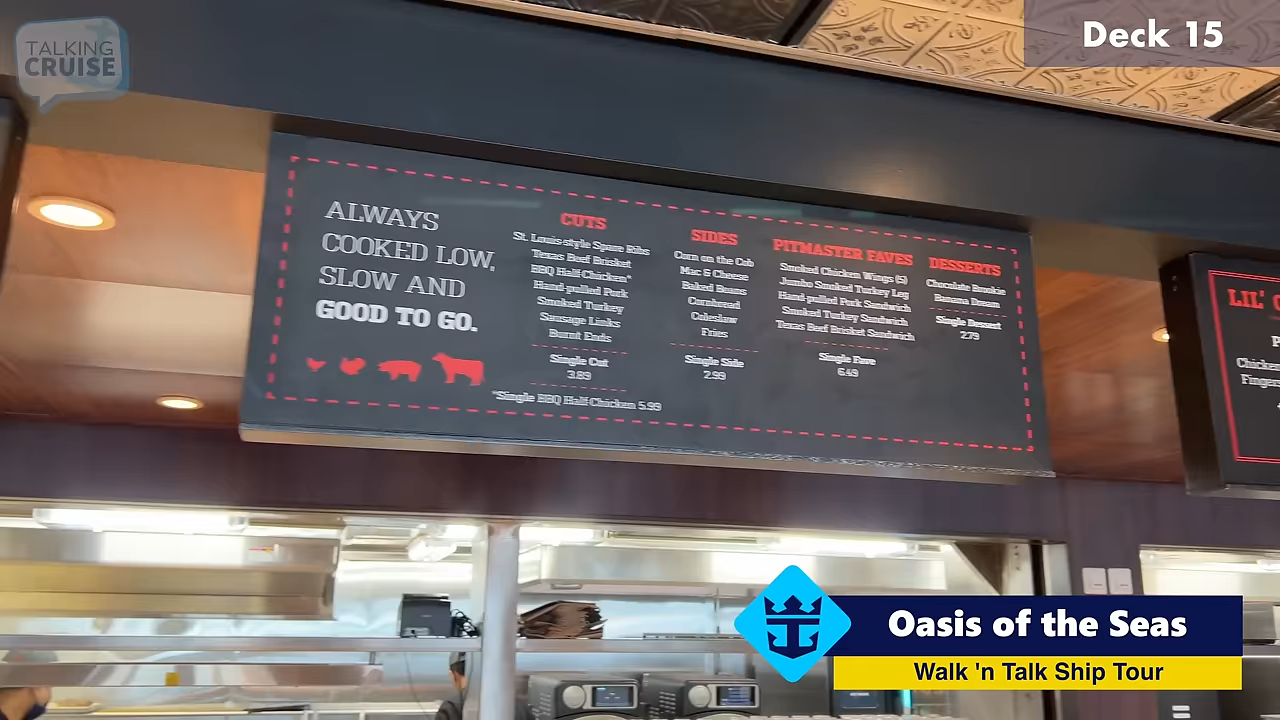 TALKING
CRUISE
Deck 15
ALWAYS
COOKED LOW,
SLOW AND
GOOD TO GO.
CUTS
St. Louis-style Spare Ribs
Texas Beef Brisket
BBQ Half Chicken*
Hand-pulled Pork
Smoked Turkey
Sausage Links
Burnt Ends
Single Cut
3.89
*Single BBQ Half Chicken 5.99
SIDES
Corn on the Cob
Mac & Cheese
Baked Beans
Cornbread
Coleslaw
Fries
Single Side
2.99
PITMASTER FAVES
Smoked Chicken Wings (5)
Jumbo Smoked Turkey Leg
Hand-pulled Pork Sandwich
Smoked Turkey Sandwich
Texas Beef Brisket Sandwich
Single Fave
6.49
DESSERTS
Chocolate Bookie
Banana Dream
Single Dessert
2.79
LIL'
Chicken
Finger
Oasis of the Seas
Walk 'n Talk Ship Tour